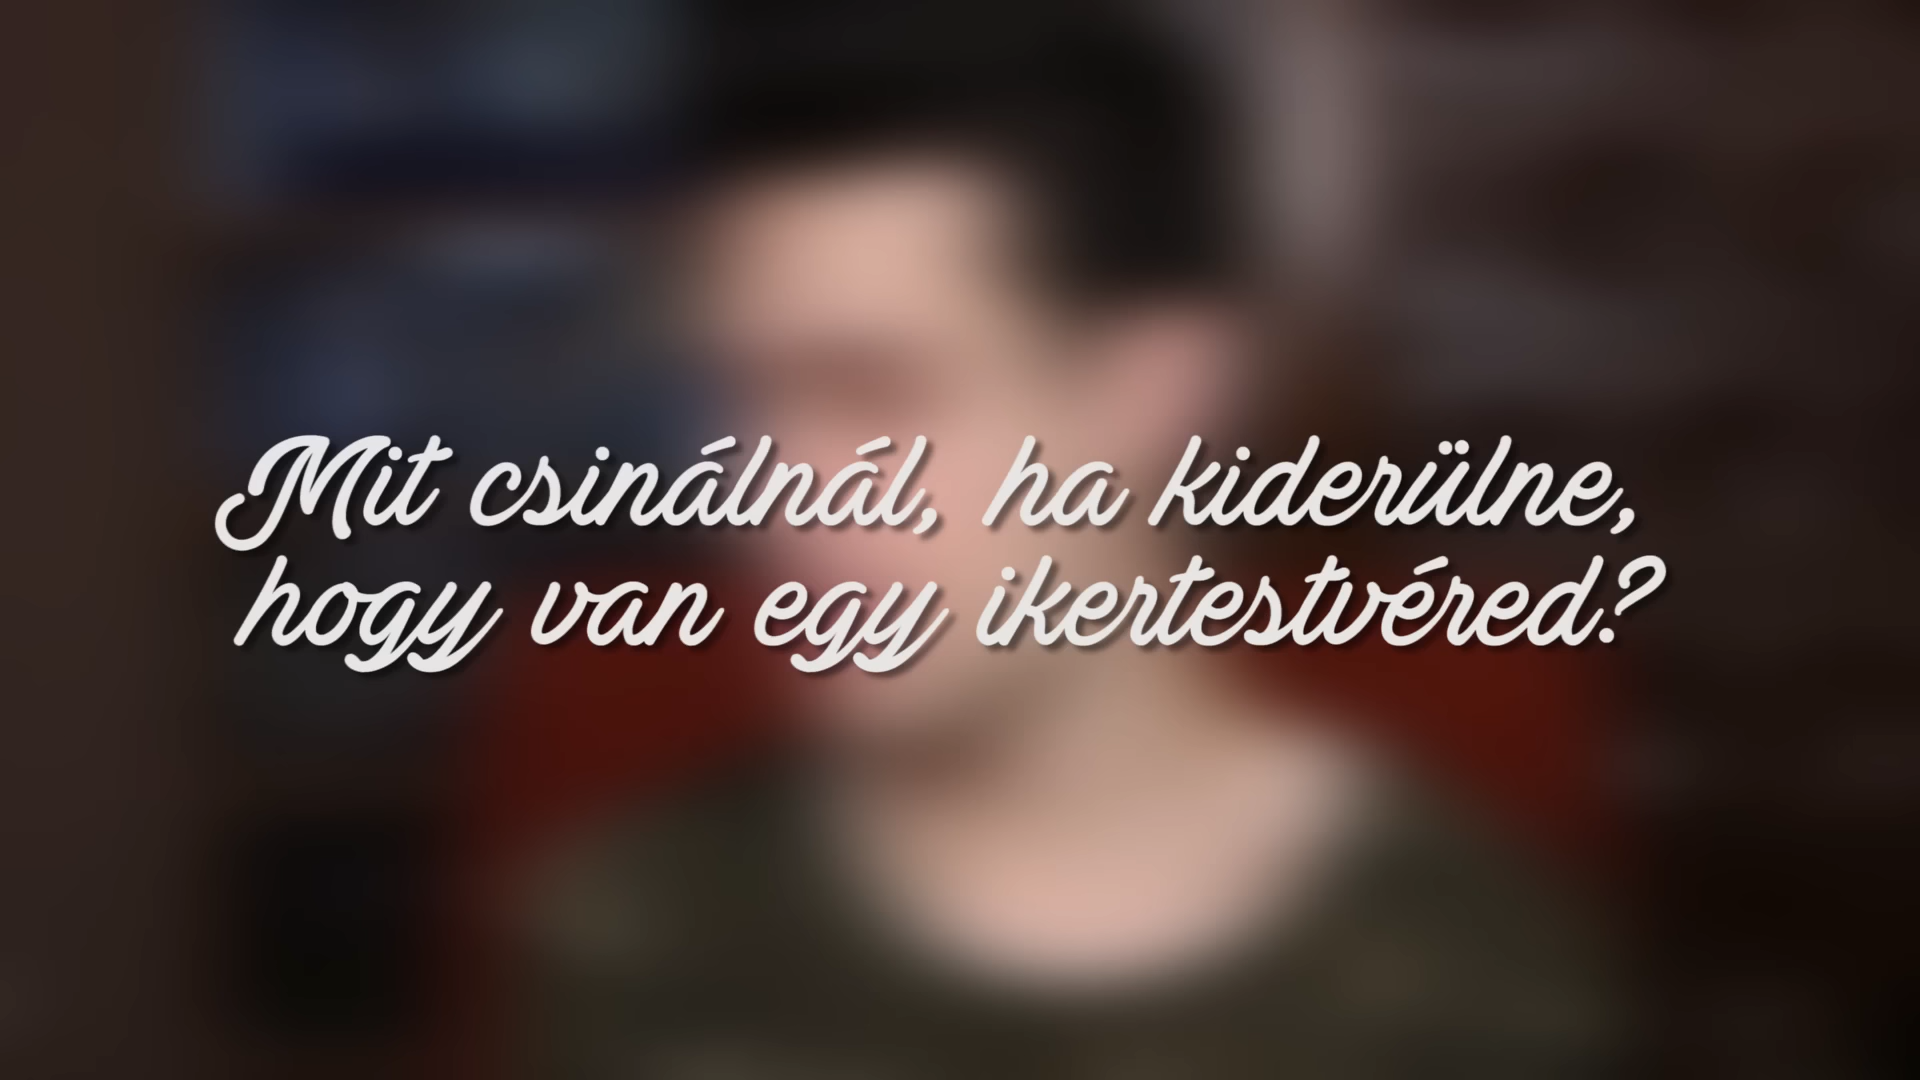 Mit csinálnál, ha kiderülne,
hogy van egy ikertestvéred?